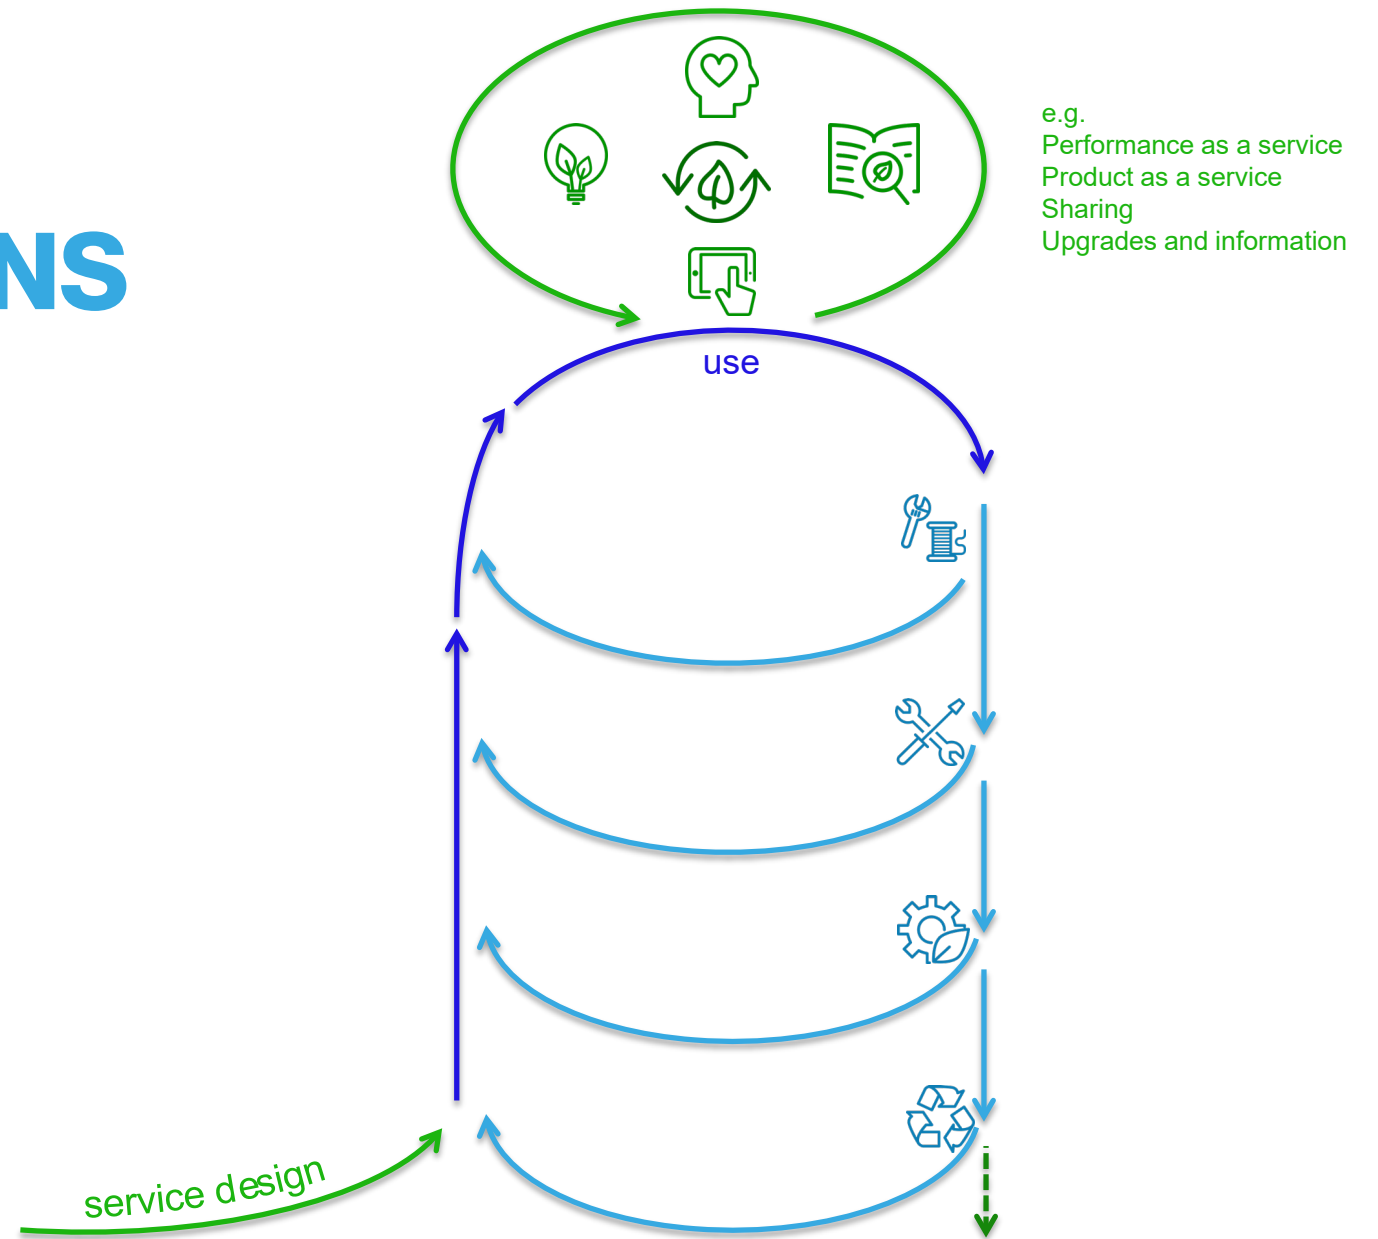 e.g.
Performance as a service
Product as a service
Sharing
Upgrades and information
NS
use
service design